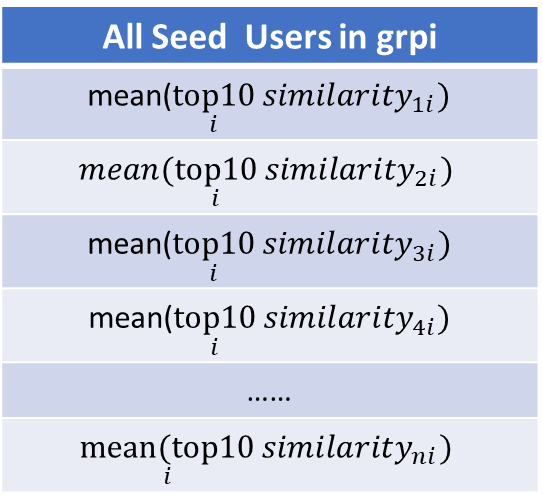 All Seed Users in grpi
mean(top10 similarity₁ᵢ)
i
mean(top10 similarity₂ᵢ)
i
mean(top10 similarity₃ᵢ)
i
mean(top10 similarity₄ᵢ)
i
……
mean(top10 similarityₙᵢ)
i